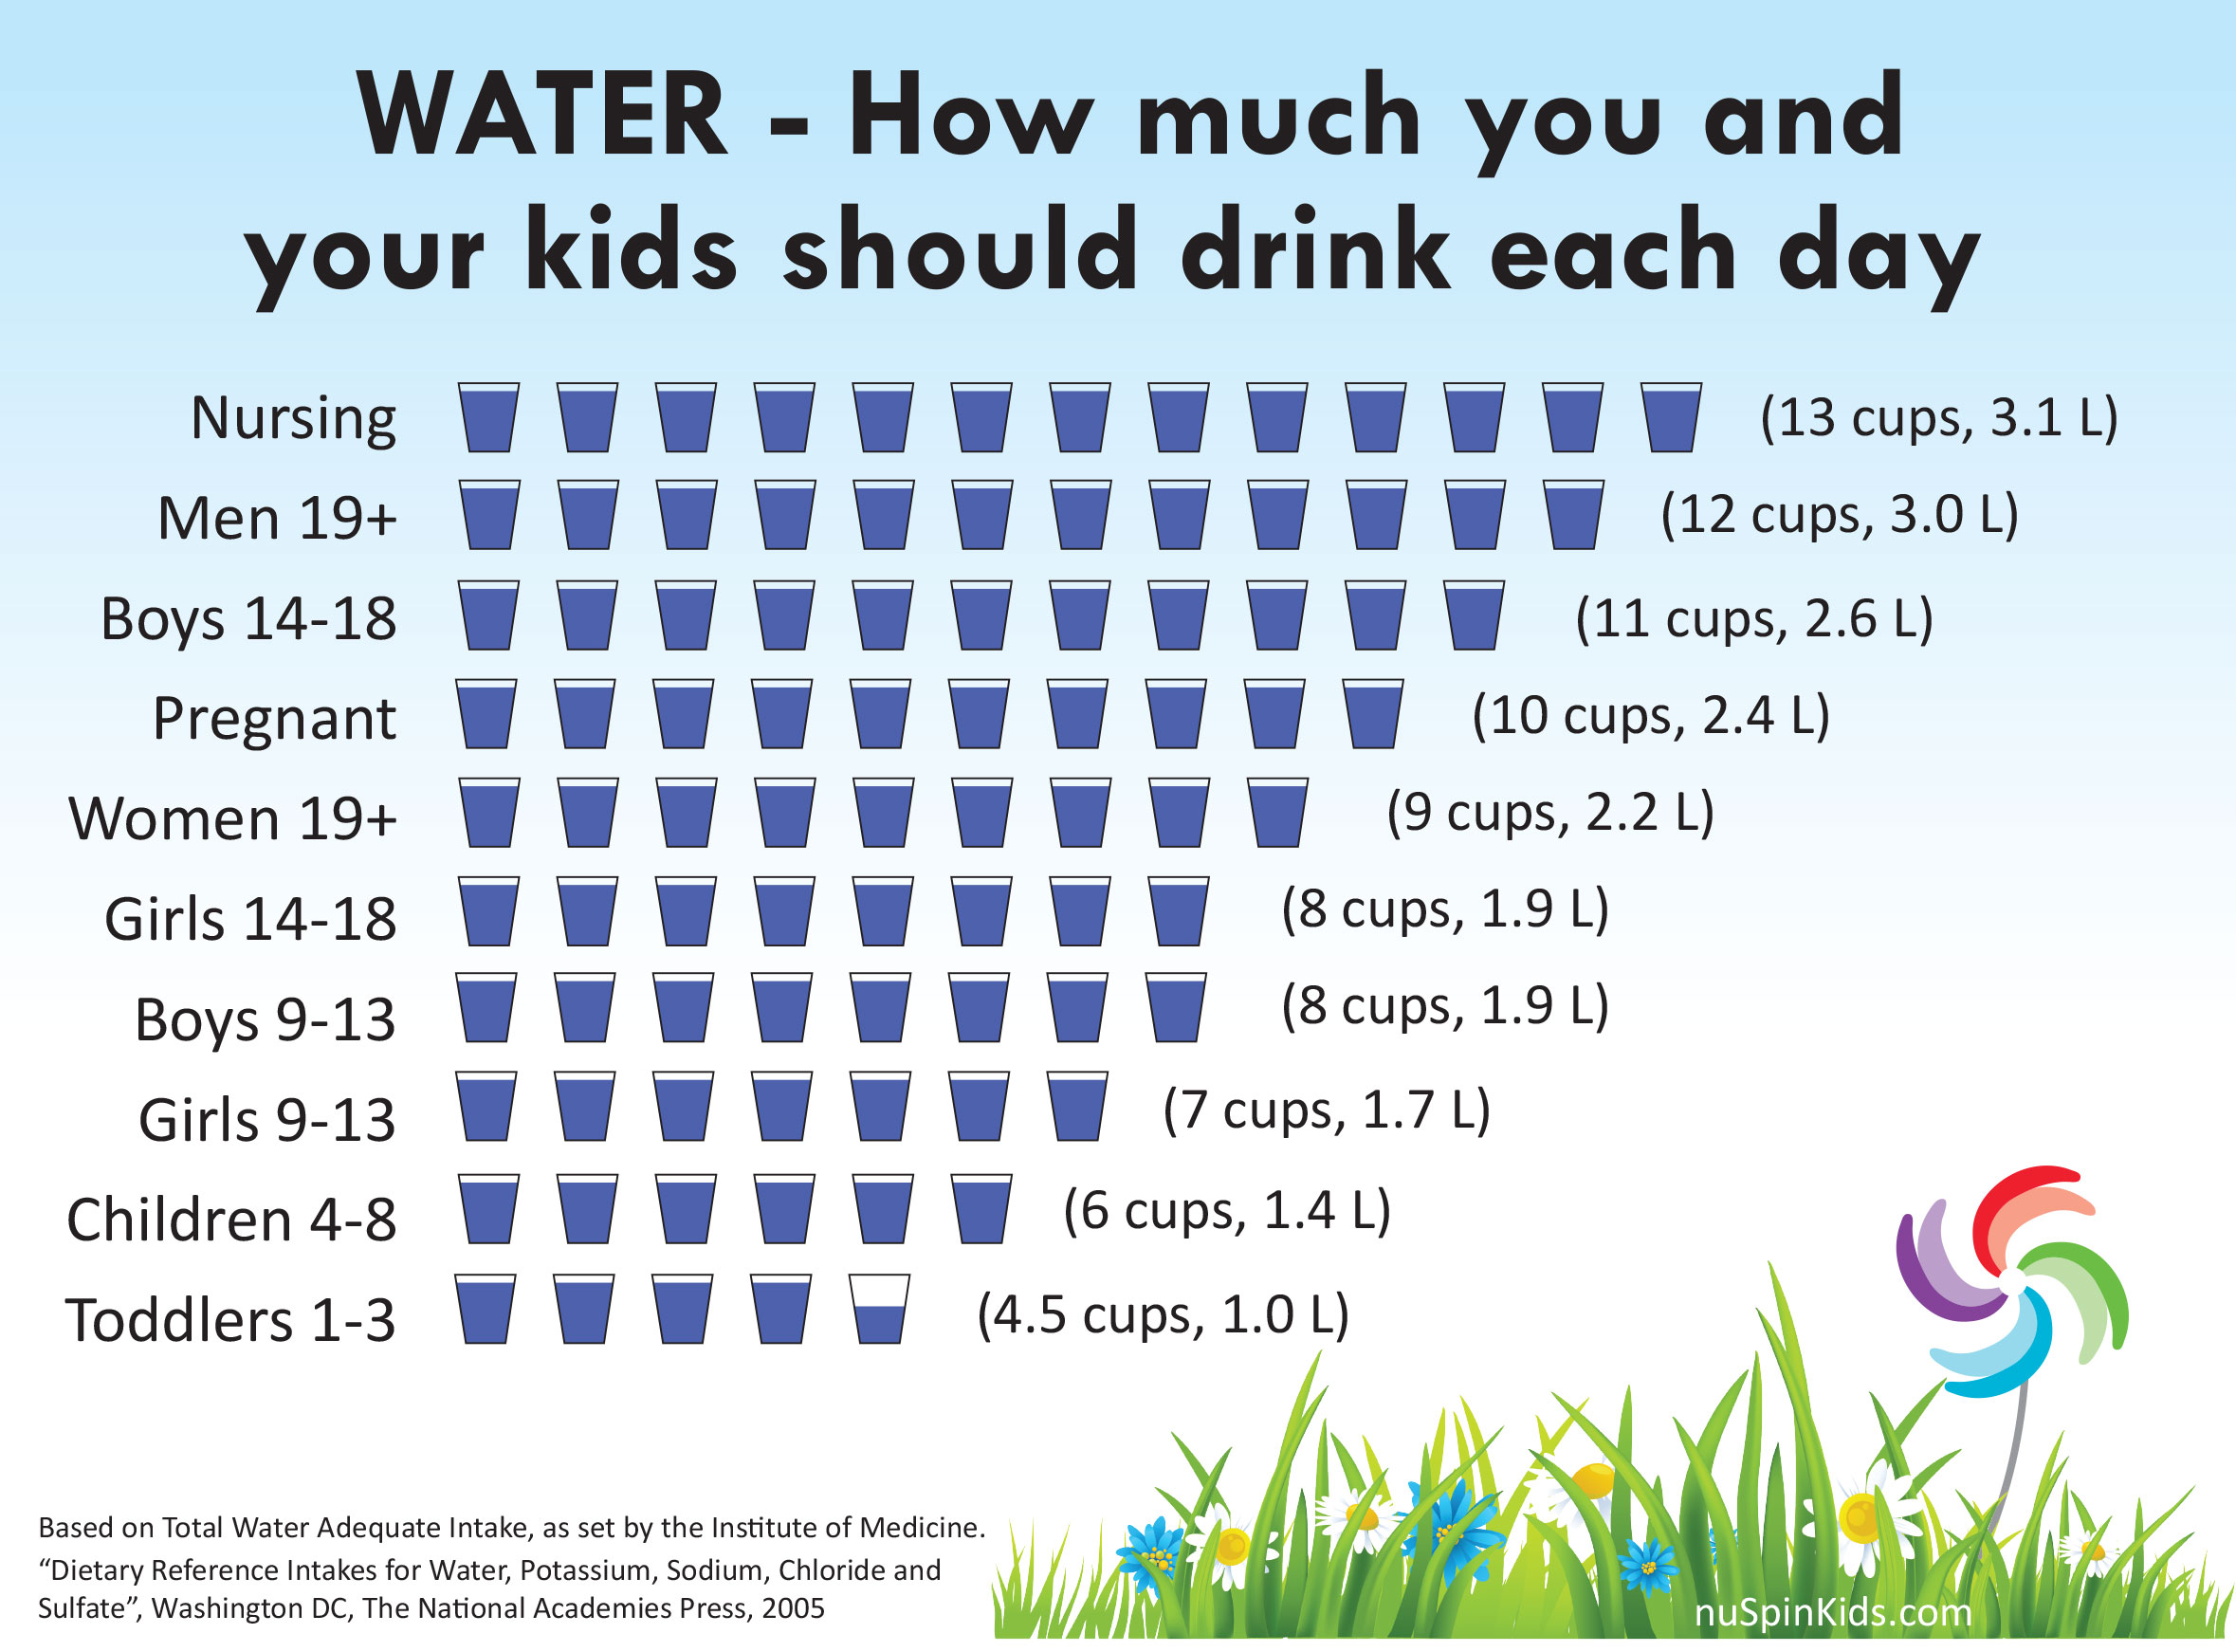 WATER - How much you and
your kids should drink each day
Nursing (13 cups, 3.1 L)
Men 19+ (12 cups, 3.0 L)
Boys 14-18 (11 cups, 2.6 L)
Pregnant (10 cups, 2.4 L)
Women 19+ (9 cups, 2.2 L)
Girls 14-18 (8 cups, 1.9 L)
Boys 9-13 (8 cups, 1.9 L)
Girls 9-13 (7 cups, 1.7 L)
Children 4-8 (6 cups, 1.4 L)
Toddlers 1-3 (4.5 cups, 1.0 L)
Based on Total Water Adequate Intake, as set by the Institute of Medicine.
“Dietary Reference Intakes for Water, Potassium, Sodium, Chloride and
Sulfate”, Washington DC, The National Academies Press, 2005
nuSpinKids.com